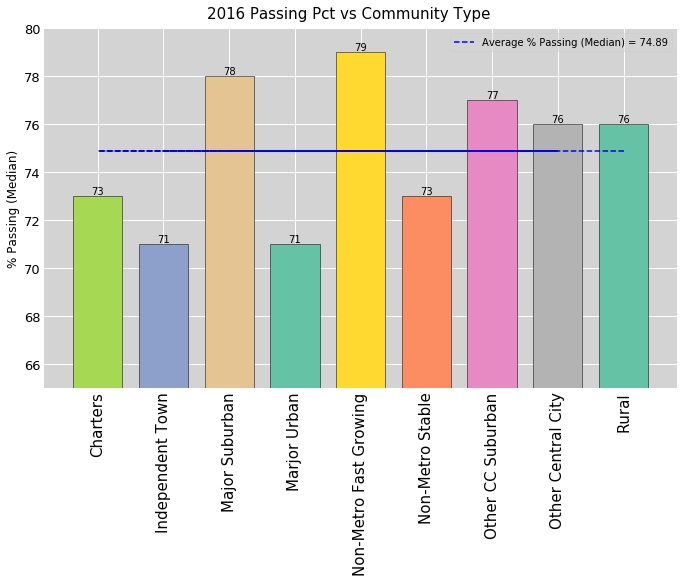 2016 Passing Pct vs Community Type
% Passing (Median)
80
78
76
74
72
70
68
66
Average % Passing (Median) = 74.89
73
71
78
71
79
73
77
76
76
Charters
Independent Town
Major Suburban
Marjor Urban
Non-Metro Fast Growing
Non-Metro Stable
Other CC Suburban
Other Central City
Rural